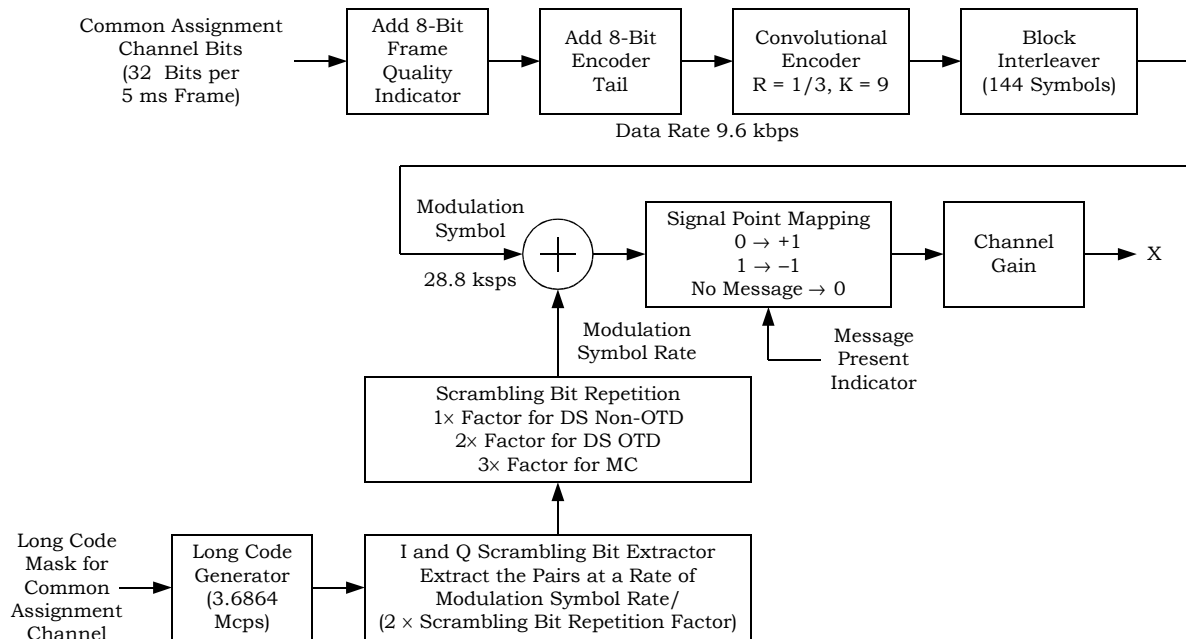 Common Assignment
Channel Bits
(32 Bits per
5 ms Frame)
Add 8-Bit
Frame
Quality
Indicator
Add 8-Bit
Encoder
Tail
Convolutional
Encoder
R = 1/3, K = 9
Block
Interleaver
(144 Symbols)
Data Rate 9.6 kbps
Modulation
Symbol
28.8 ksps
Signal Point Mapping
0 → +1
1 → –1
No Message → 0
Channel
Gain
X
Modulation
Symbol Rate
Message
Present
Indicator
Scrambling Bit Repetition
1× Factor for DS Non-OTD
2× Factor for DS OTD
3× Factor for MC
Long Code
Mask for
Common
Assignment
Channel
Long Code
Generator
(3.6864
Mcps)
I and Q Scrambling Bit Extractor
Extract the Pairs at a Rate of
Modulation Symbol Rate/
(2 × Scrambling Bit Repetition Factor)